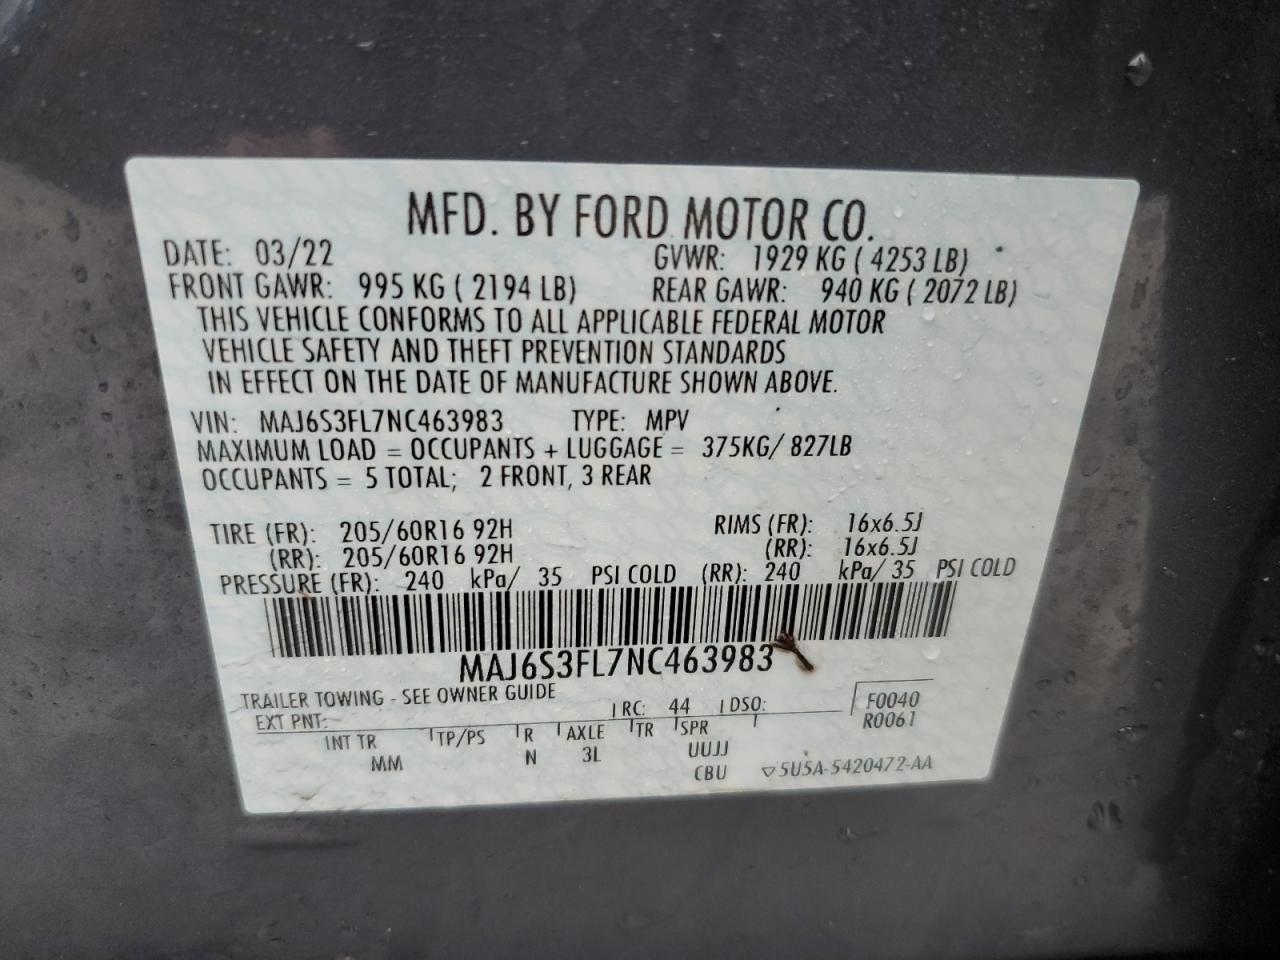 MFD. BY FORD MOTOR CO.
DATE: 03/22 GVWR: 1929 KG ( 4253 LB)
FRONT GAWR: 995 KG ( 2194 LB) REAR GAWR: 940 KG ( 2072 LB)
THIS VEHICLE CONFORMS TO ALL APPLICABLE FEDERAL MOTOR
VEHICLE SAFETY AND THEFT PREVENTION STANDARDS
IN EFFECT ON THE DATE OF MANUFACTURE SHOWN ABOVE.
VIN: MAJ6S3FL7NC463983 TYPE: MPV
MAXIMUM LOAD = OCCUPANTS + LUGGAGE = 375KG/ 827LB
OCCUPANTS = 5 TOTAL; 2 FRONT, 3 REAR
TIRE (FR): 205/60R16 92H RIMS (FR): 16x6.5J
(RR): 205/60R16 92H (RR): 16x6.5J
PRESSURE (FR): 240 kPa/ 35 PSI COLD (RR): 240 kPa/ 35 PSI COLD
MAJ6S3FL7NC463983
TRAILER TOWING - SEE OWNER GUIDE
EXT PNT: RC: 44 DSO: F0040
R0061
INT TR TP/PS R AXLE TR SPR
MM N 3L UUJJ
CBU ▽5U5A-5420472-AA